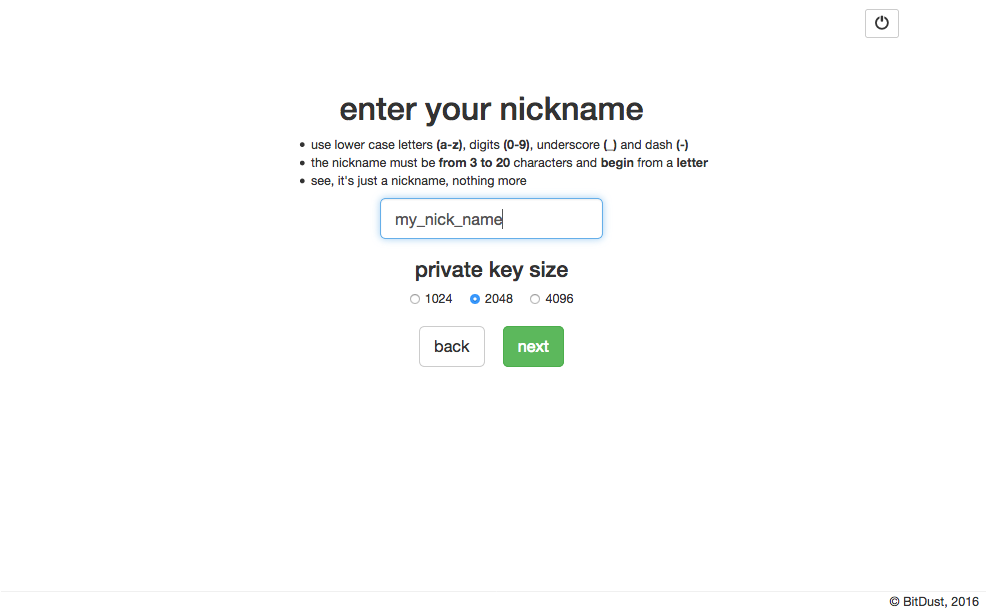 enter your nickname
use lower case letters (a-z), digits (0-9), underscore (_) and dash (-)
the nickname must be from 3 to 20 characters and begin from a letter
see, it's just a nickname, nothing more
my_nick_name
private key size
1024 2048 4096
back next
© BitDust, 2016